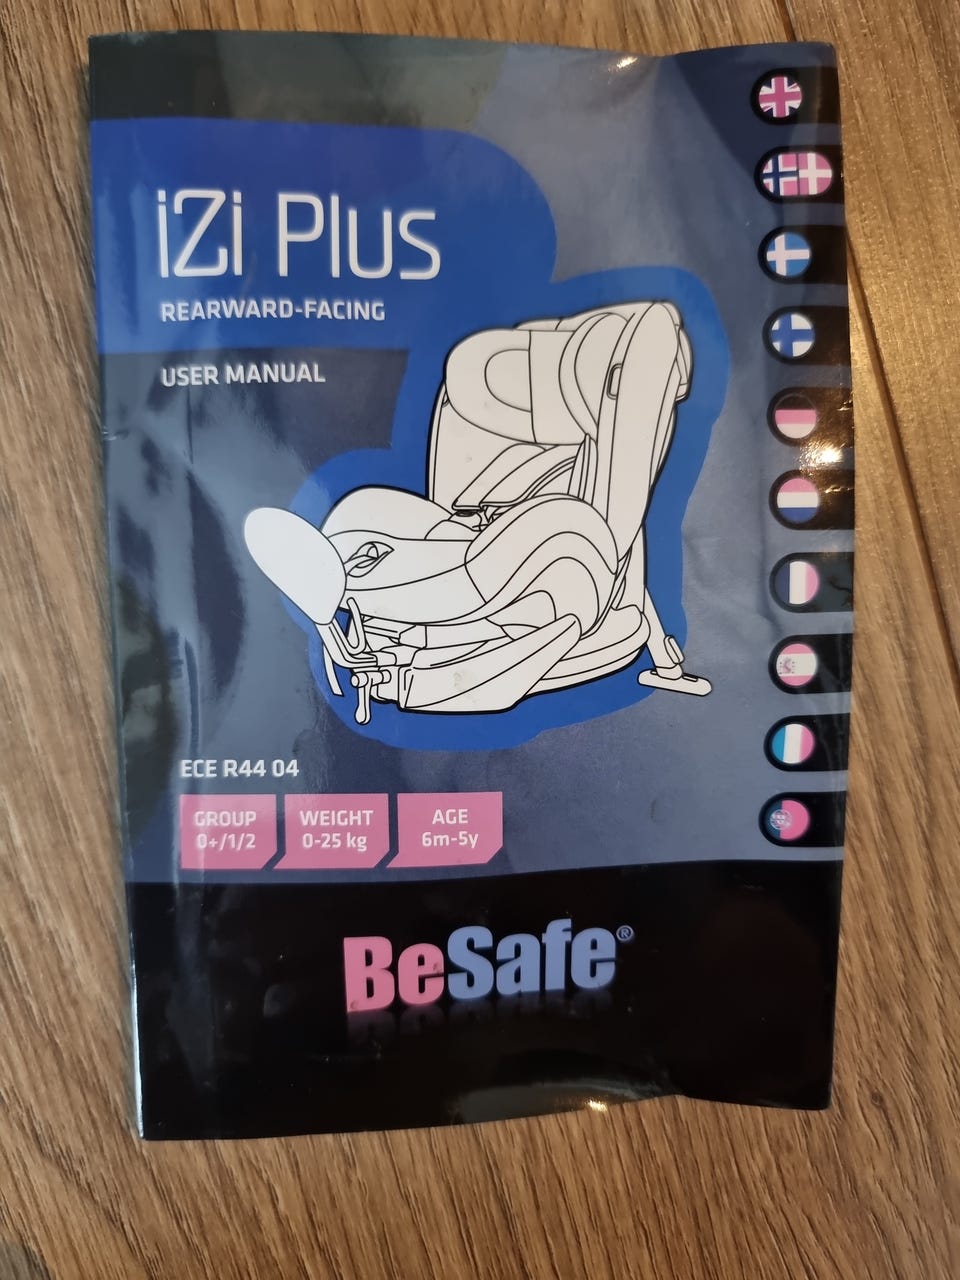 iZi Plus
REARWARD-FACING
USER MANUAL
ECE R44 04
GROUP
0+/1/2
WEIGHT
0-25 kg
AGE
6m-5y
BeSafe®